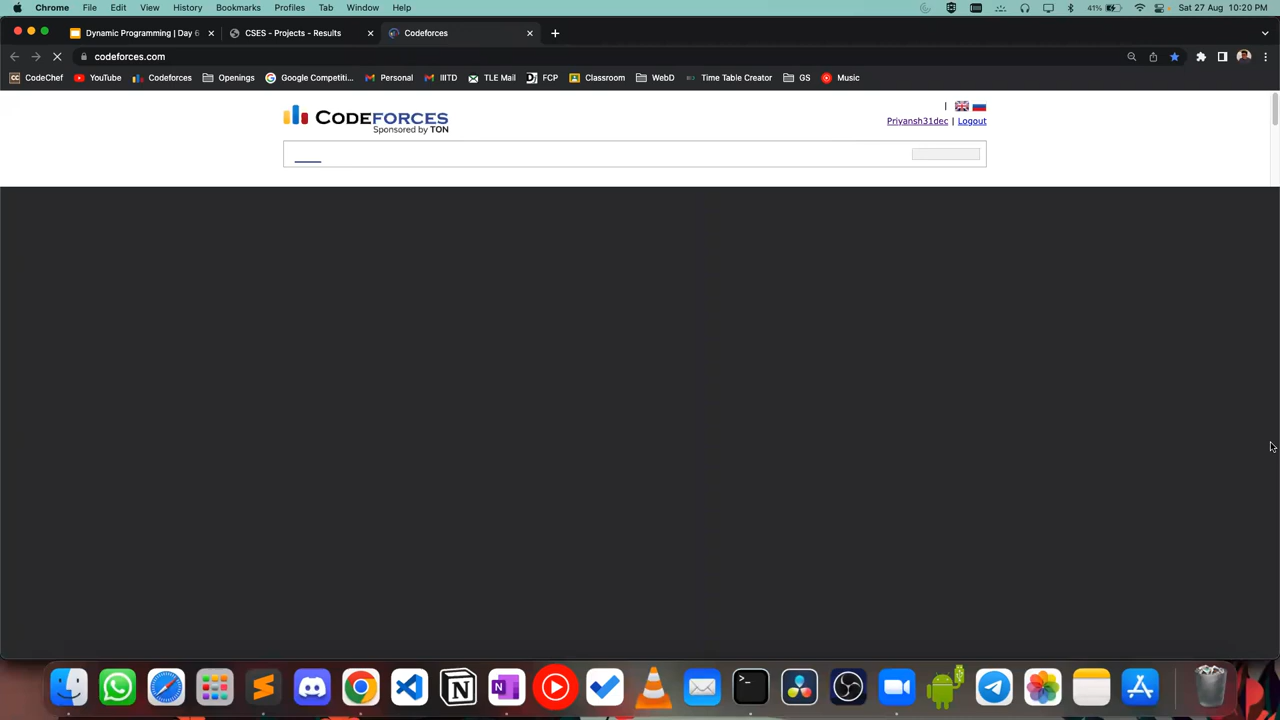 Chrome File Edit View History Bookmarks Profiles Tab Window Help 41% Sat 27 Aug 10:20 PM
Dynamic Programming | Day 6 CSES - Projects - Results Codeforces
codeforces.com
CodeChef YouTube Codeforces Openings Google Competiti... Personal IIITD TLE Mail FCP Classroom WebD Time Table Creator GS Music
CODEFORCES
Sponsored by TON
|
Priyansh31dec | Logout